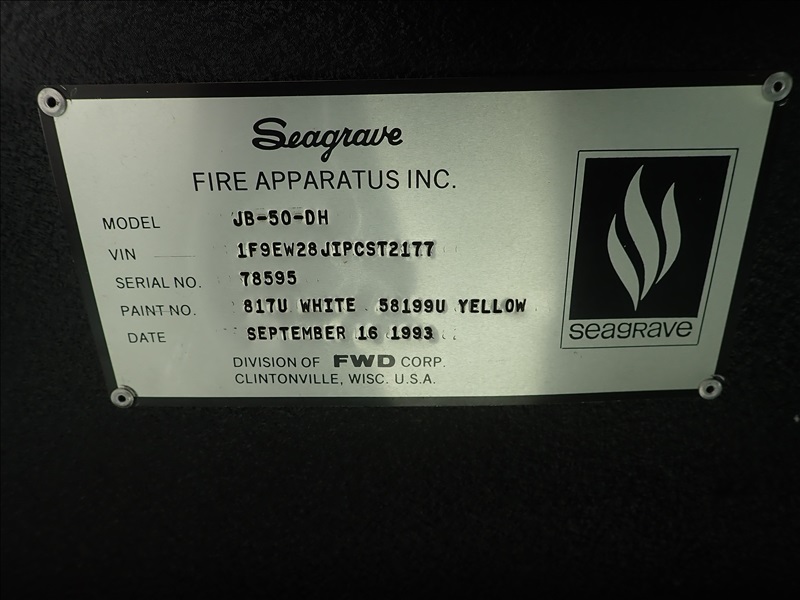 Seagrave
FIRE APPARATUS INC.
MODEL JB-50-DH
VIN 1F9EW28JIPCST2177
SERIAL NO. 78595
PAINT NO. 817U WHITE 58199U YELLOW
DATE SEPTEMBER 16 1993
DIVISION OF FWD CORP.
CLINTONVILLE, WISC. U.S.A.
seagrave